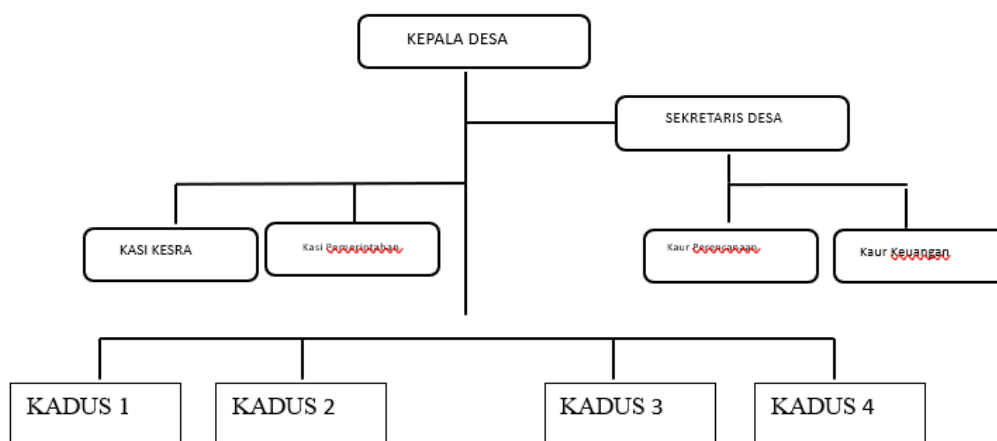 KEPALA DESA
SEKRETARIS DESA
KASI KESRA
Kasi Pemerintahan
Kaur Perencanaan
Kaur Keuangan
KADUS 1
KADUS 2
KADUS 3
KADUS 4